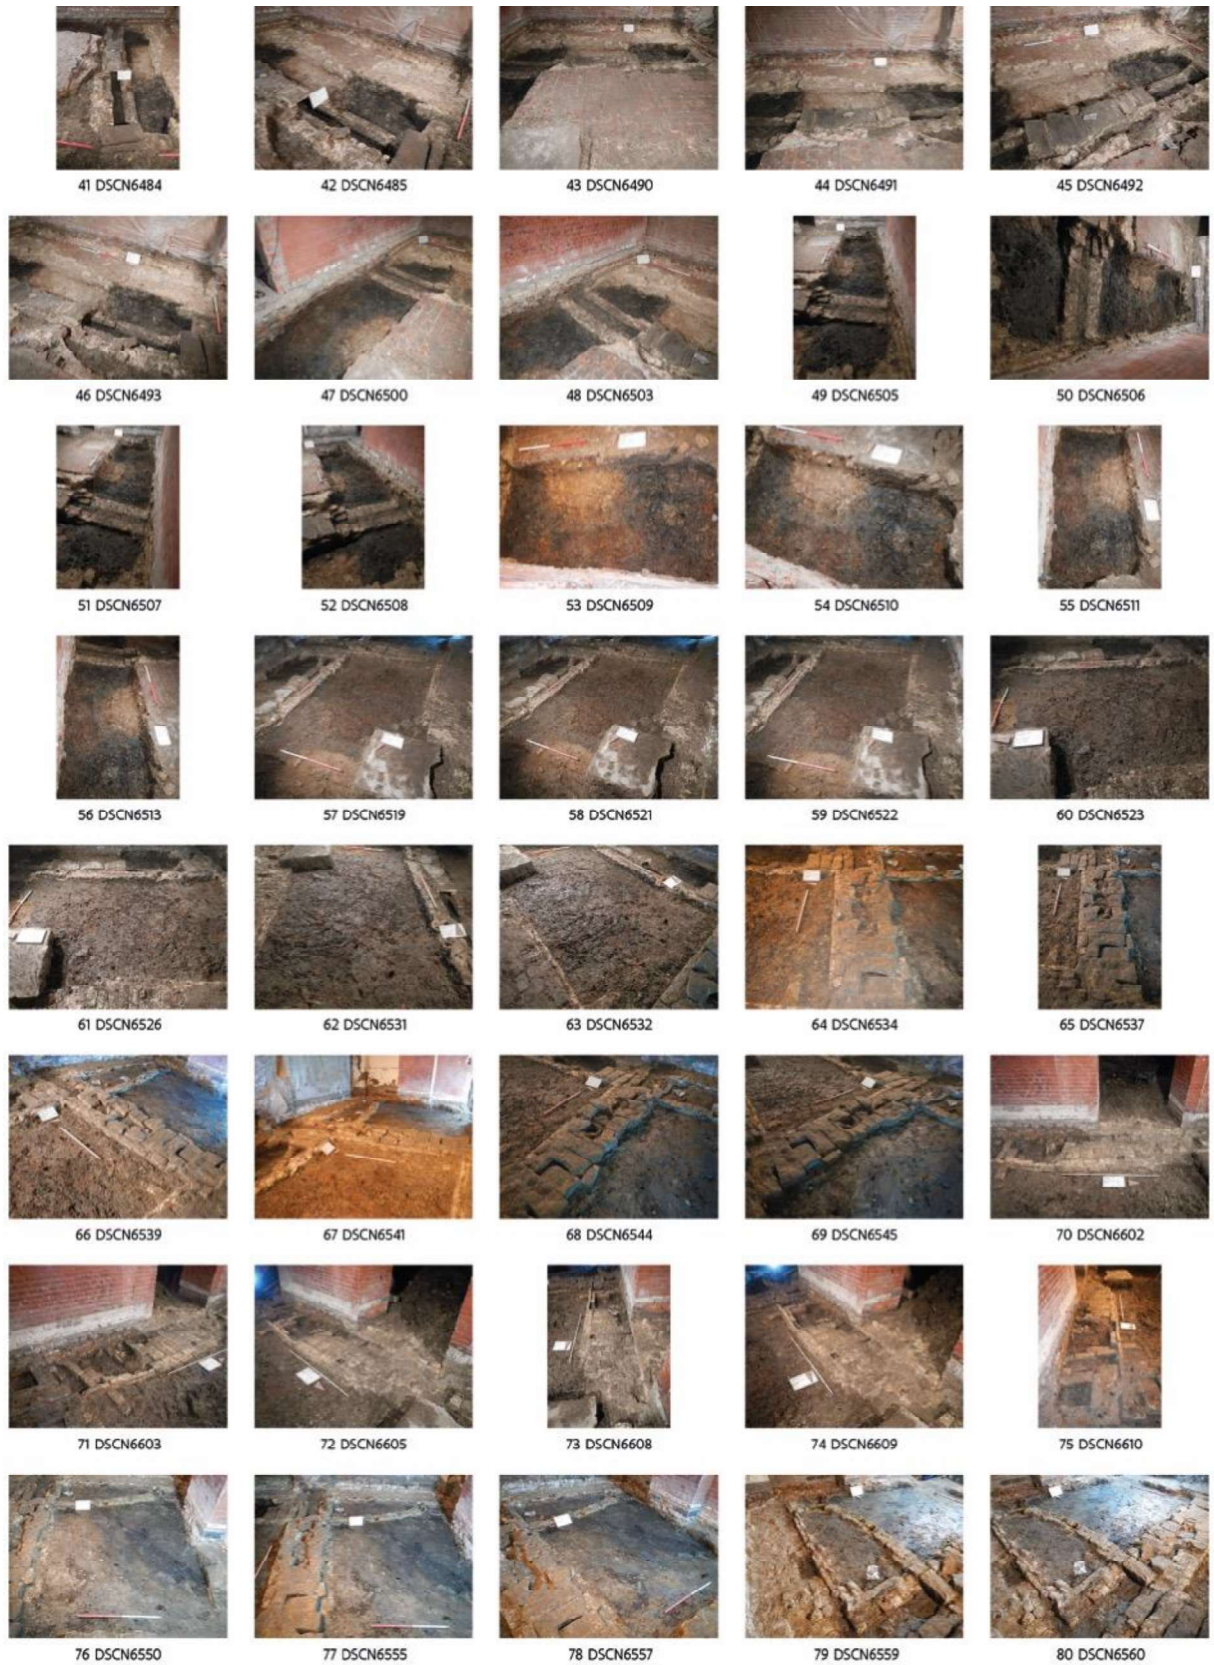 41 DSCN6484
42 DSCN6485
43 DSCN6490
44 DSCN6491
45 DSCN6492
46 DSCN6493
47 DSCN6500
48 DSCN6503
49 DSCN6505
50 DSCN6506
51 DSCN6507
52 DSCN6508
53 DSCN6509
54 DSCN6510
55 DSCN6511
56 DSCN6513
57 DSCN6519
58 DSCN6521
59 DSCN6522
60 DSCN6523
61 DSCN6526
62 DSCN6531
63 DSCN6532
64 DSCN6534
65 DSCN6537
66 DSCN6539
67 DSCN6541
68 DSCN6544
69 DSCN6545
70 DSCN6602
71 DSCN6603
72 DSCN6605
73 DSCN6608
74 DSCN6609
75 DSCN6610
76 DSCN6550
77 DSCN6555
78 DSCN6557
79 DSCN6559
80 DSCN6560